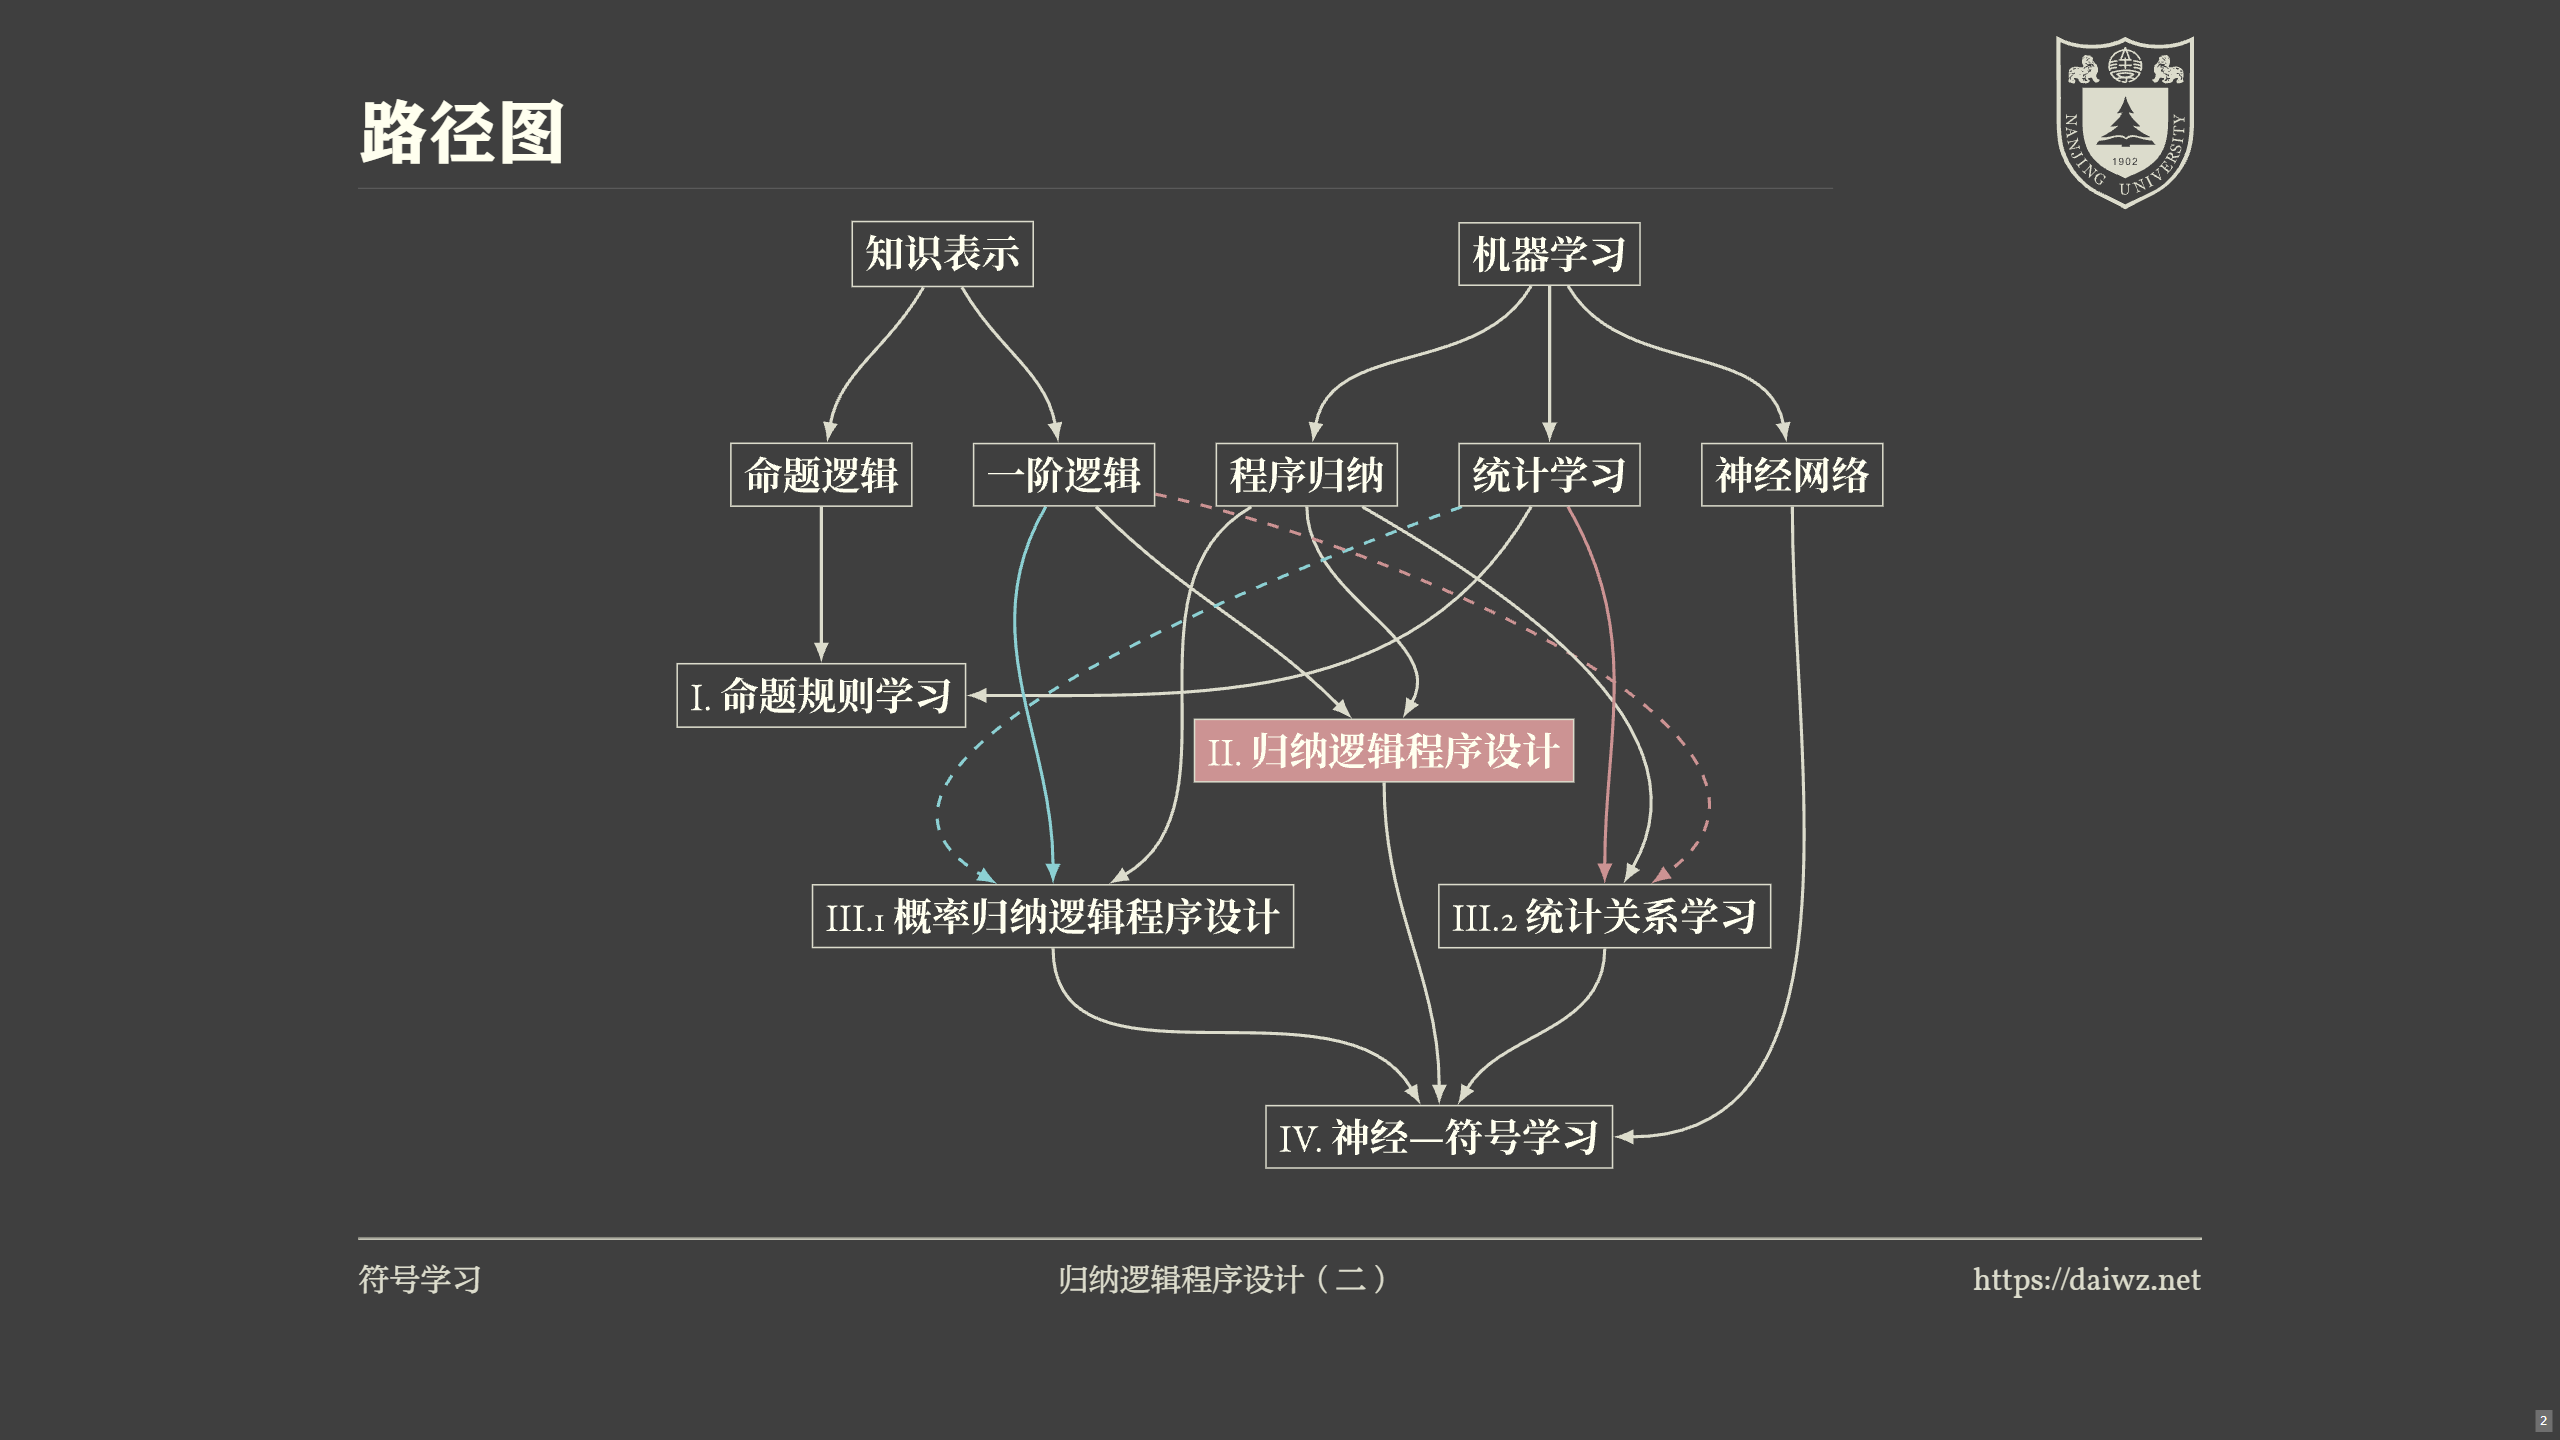 路径图
NANJING UNIVERSITY
1902
知识表示
机器学习
命题逻辑
一阶逻辑
程序归纳
统计学习
神经网络
I. 命题规则学习
II. 归纳逻辑程序设计
III.1 概率归纳逻辑程序设计
III.2 统计关系学习
IV. 神经—符号学习
符号学习
归纳逻辑程序设计（二）
https://daiwz.net
2